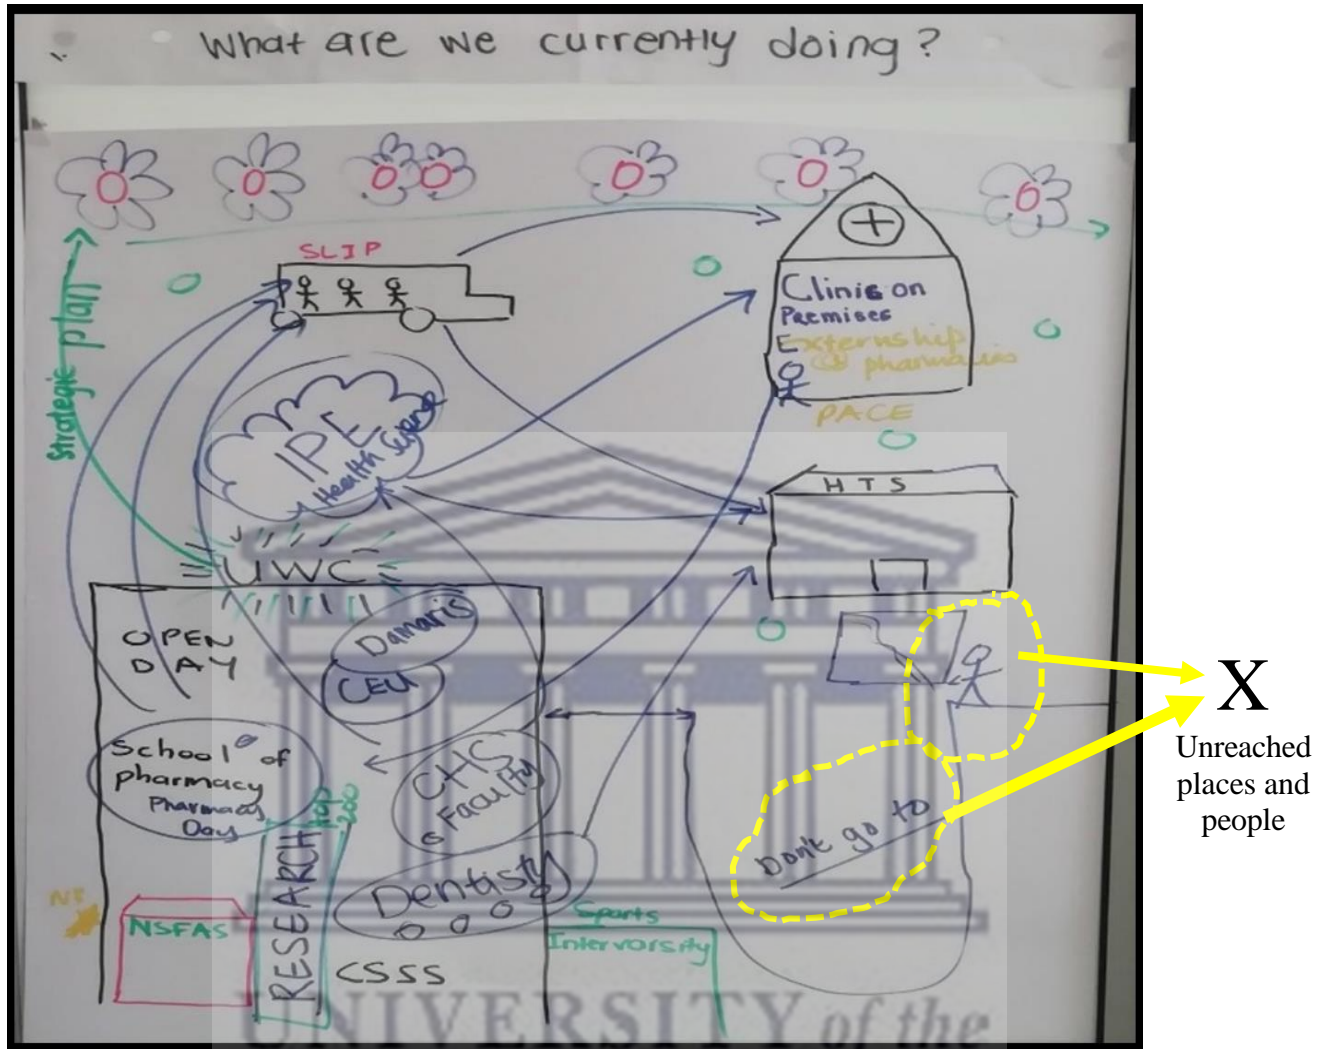 What are we currently doing?
SLIP
Strategic plan
Clinic on
Premises
Externship
@ pharmacies
PACE
IPE
Health Science
HTS
UWC
OPEN
DAY
Damaris
CEU
School of
pharmacy
Pharmacy
Day
top
200
RESEARCH
CHS
Faculty
Dentistry
NSFAS
CSSS
Sports
Intervarsity
Don't go to
X
Unreached
places and
people
UNIVERSITY of the